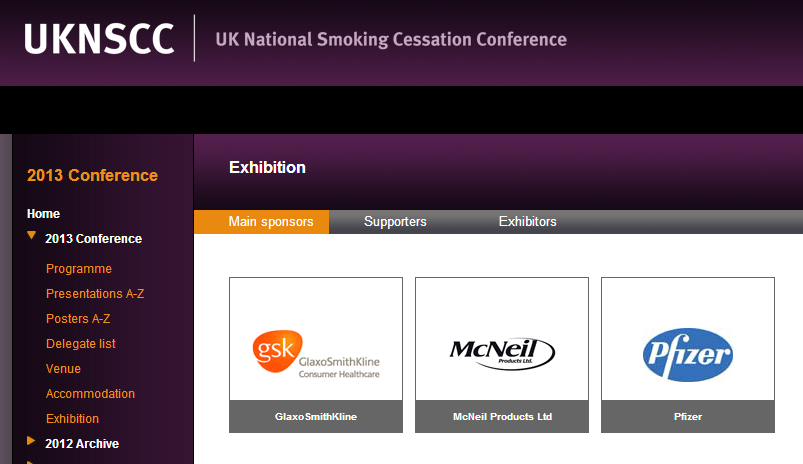 UKNSCC
UK National Smoking Cessation Conference
2013 Conference
Home
2013 Conference
Programme
Presentations A-Z
Posters A-Z
Delegate list
Venue
Accommodation
Exhibition
2012 Archive
Exhibition
Main sponsors
Supporters
Exhibitors
gsk
GlaxoSmithKline
Consumer Healthcare
GlaxoSmithKline
McNeil
Products Ltd.
McNeil Products Ltd
Pfizer
Pfizer